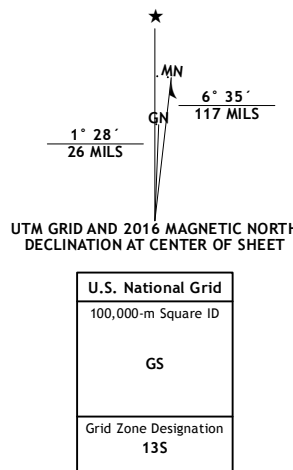 ★
MN
GN
6° 35´
117 MILS
1° 28´
26 MILS
UTM GRID AND 2016 MAGNETIC NORTH
DECLINATION AT CENTER OF SHEET
U.S. National Grid
100,000-m Square ID
GS
Grid Zone Designation
13S